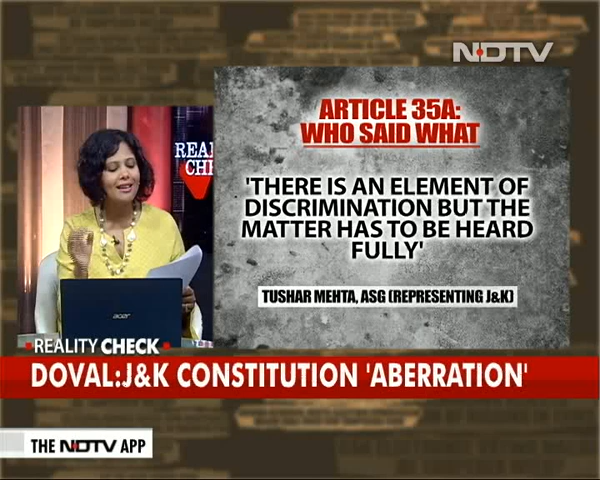 NDTV
ARTICLE 35A:
WHO SAID WHAT
'THERE IS AN ELEMENT OF
DISCRIMINATION BUT THE
MATTER HAS TO BE HEARD
FULLY'
TUSHAR MEHTA, ASG (REPRESENTING J&K)
acer
REALITY CHECK
DOVAL:J&K CONSTITUTION 'ABERRATION'
THE NDTV APP